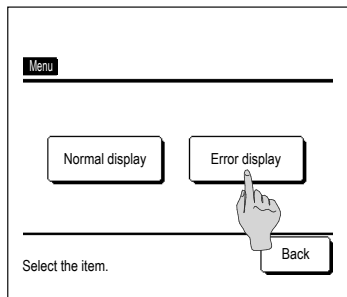 Menu
Normal display
Error display
Select the item.
Back